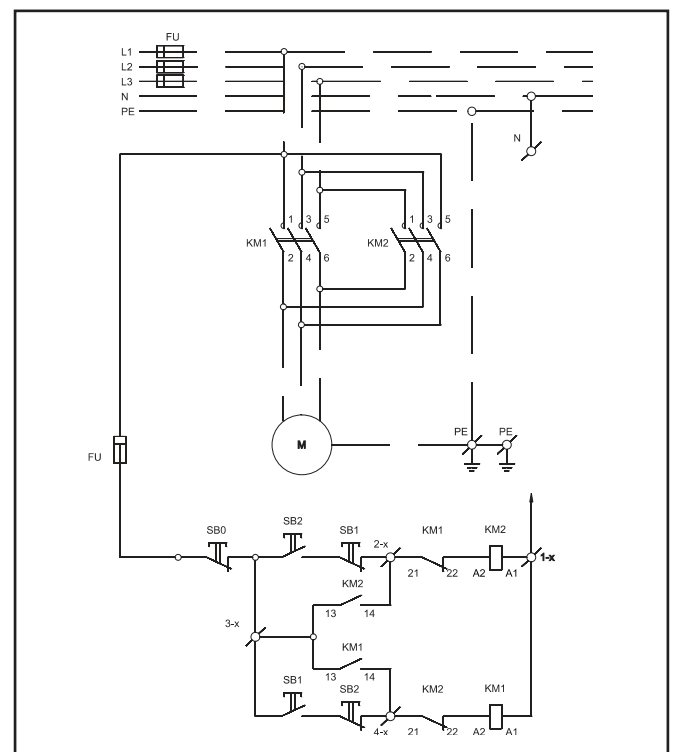 FU
L1
L2
L3
N
PE
N
1 3 5
1 3 5
KM1
KM2
2 4 6
2 4 6
M
PE PE
FU
SB0
SB2
SB1
2-x
KM1
KM2
21 22 A2 A1
1-x
KM2
13 14
3-x
KM1
13 14
SB1
SB2
KM2
KM1
4-x
21 22 A2 A1